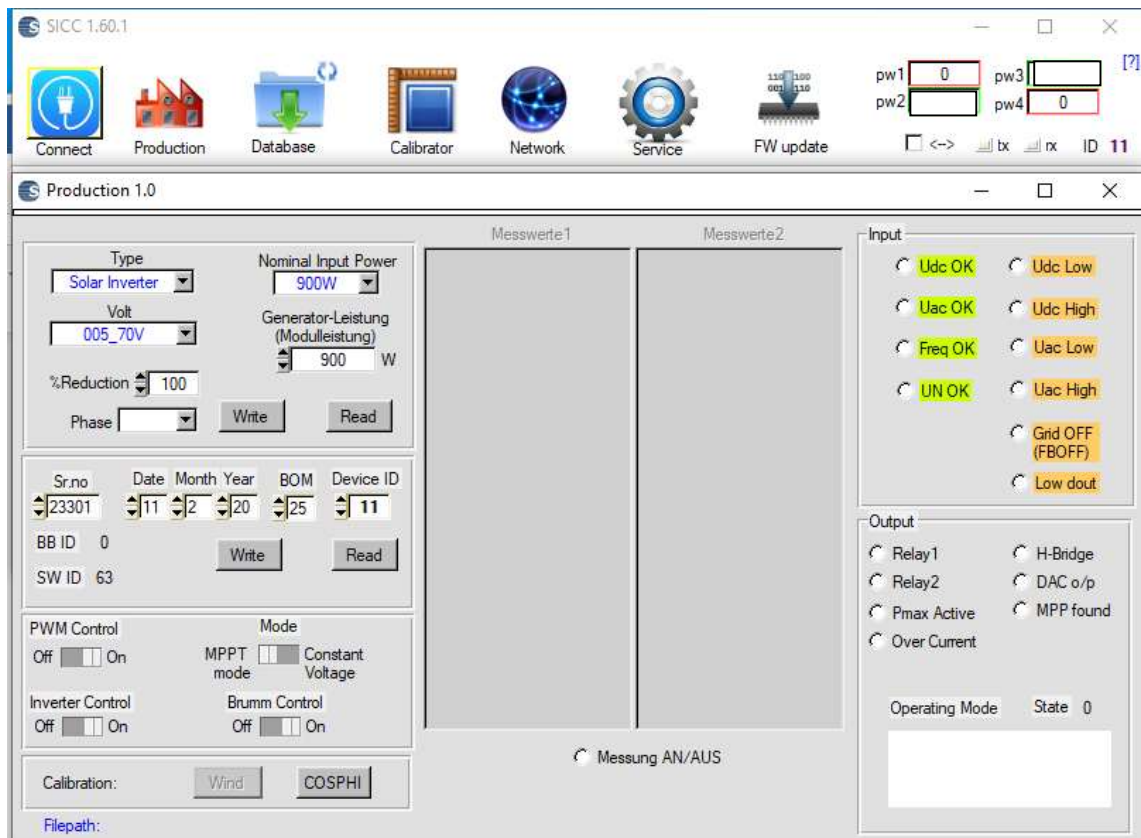 SICC 1.60.1
[?]
pw1 0 pw3
pw2 pw4 0
Connect Production Database Calibrator Network Service FW update
<--> tx rx ID 11
Production 1.0
Messwerte1 Messwerte2
Type
Solar Inverter
Nominal Input Power
900W
Volt
005_70V
Generator-Leistung
(Modulleistung)
900 W
%Reduction 100
Phase Write Read
Sr.no Date Month Year BOM Device ID
23301 11 2 20 25 11
BB ID 0
Write Read
SW ID 63
PWM Control
Off On
Mode
MPPT
mode
Constant
Voltage
Inverter Control
Off On
Brumm Control
Off On
Calibration: Wind COSPHI
Filepath:
Messung AN/AUS
Input
Udc OK Udc Low
Uac OK Udc High
Freq OK Uac Low
UN OK Uac High
Grid OFF
(FBOFF)
Low dout
Output
Relay1 H-Bridge
Relay2 DAC o/p
Pmax Active MPP found
Over Current
Operating Mode State 0